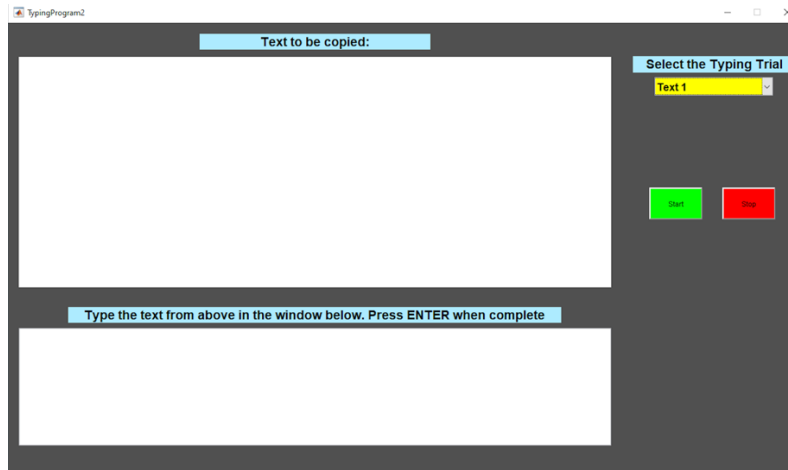 TypingProgram2
Text to be copied:
Select the Typing Trial
Text 1
Start
Stop
Type the text from above in the window below. Press ENTER when complete